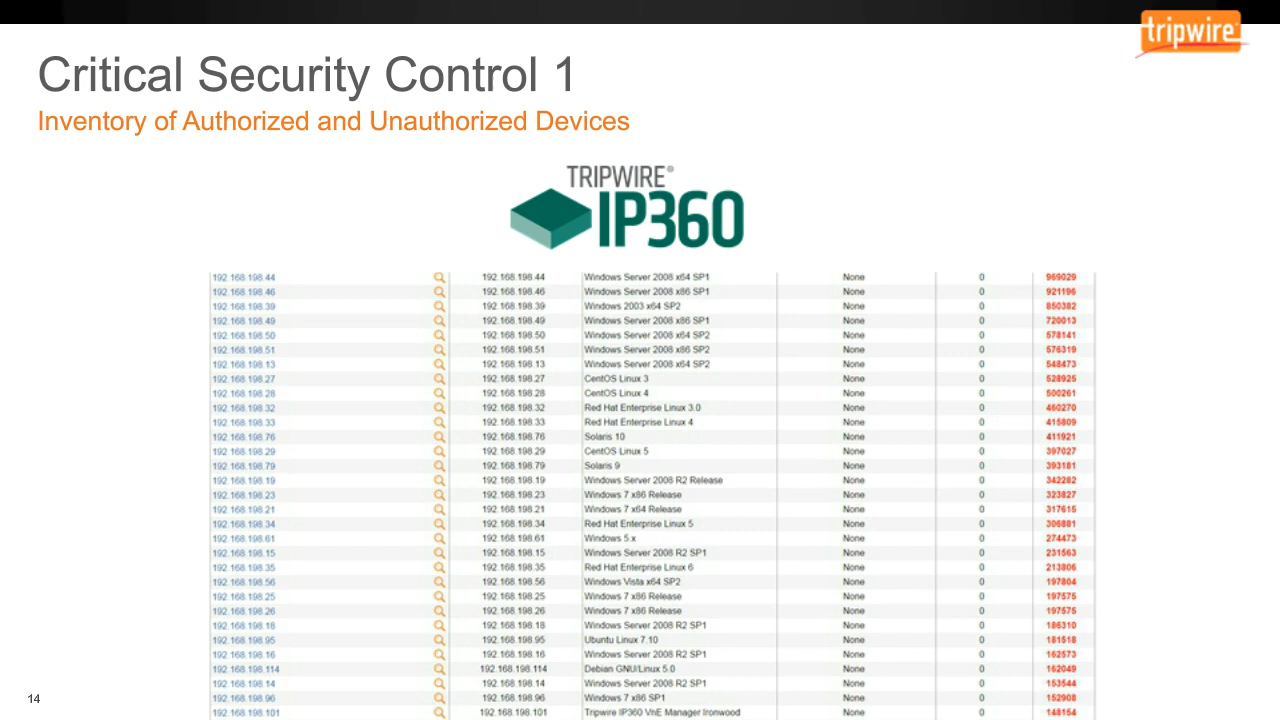 tripwire
Critical Security Control 1
Inventory of Authorized and Unauthorized Devices
TRIPWIRE®
IP360
192.168.198.44 192.168.198.44 Windows Server 2008 x64 SP1 None 0 969029
192.168.198.46 192.168.198.46 Windows Server 2008 x86 SP1 None 0 921196
192.168.198.39 192.168.198.39 Windows 2003 x64 SP2 None 0 850382
192.168.198.49 192.168.198.49 Windows Server 2008 x86 SP1 None 0 720013
192.168.198.50 192.168.198.50 Windows Server 2008 x64 SP2 None 0 578141
192.168.198.51 192.168.198.51 Windows Server 2008 x86 SP2 None 0 576319
192.168.198.13 192.168.198.13 Windows Server 2008 x64 SP2 None 0 548473
192.168.198.27 192.168.198.27 CentOS Linux 3 None 0 528925
192.168.198.28 192.168.198.28 CentOS Linux 4 None 0 500261
192.168.198.32 192.168.198.32 Red Hat Enterprise Linux 3.0 None 0 460270
192.168.198.33 192.168.198.33 Red Hat Enterprise Linux 4 None 0 415809
192.168.198.76 192.168.198.76 Solaris 10 None 0 411921
192.168.198.29 192.168.198.29 CentOS Linux 5 None 0 397027
192.168.198.79 192.168.198.79 Solaris 9 None 0 393181
192.168.198.19 192.168.198.19 Windows Server 2008 R2 Release None 0 342282
192.168.198.23 192.168.198.23 Windows 7 x86 Release None 0 323827
192.168.198.21 192.168.198.21 Windows 7 x64 Release None 0 317615
192.168.198.34 192.168.198.34 Red Hat Enterprise Linux 5 None 0 306881
192.168.198.61 192.168.198.61 Windows 5.x None 0 274473
192.168.198.15 192.168.198.15 Windows Server 2008 R2 SP1 None 0 231563
192.168.198.35 192.168.198.35 Red Hat Enterprise Linux 6 None 0 213806
192.168.198.56 192.168.198.56 Windows Vista x64 SP2 None 0 197804
192.168.198.25 192.168.198.25 Windows 7 x86 Release None 0 197575
192.168.198.26 192.168.198.26 Windows 7 x86 Release None 0 197575
192.168.198.18 192.168.198.18 Windows Server 2008 R2 SP1 None 0 186310
192.168.198.95 192.168.198.95 Ubuntu Linux 7.10 None 0 181518
192.168.198.16 192.168.198.16 Windows Server 2008 R2 SP1 None 0 162573
192.168.198.114 192.168.198.114 Debian GNU/Linux 5.0 None 0 162049
192.168.198.14 192.168.198.14 Windows Server 2008 R2 SP1 None 0 153544
192.168.198.96 192.168.198.96 Windows 7 x86 SP1 None 0 152908
192.168.198.101 192.168.198.101 Tripwire IP360 VnE Manager Ironwood None 0 148154
14